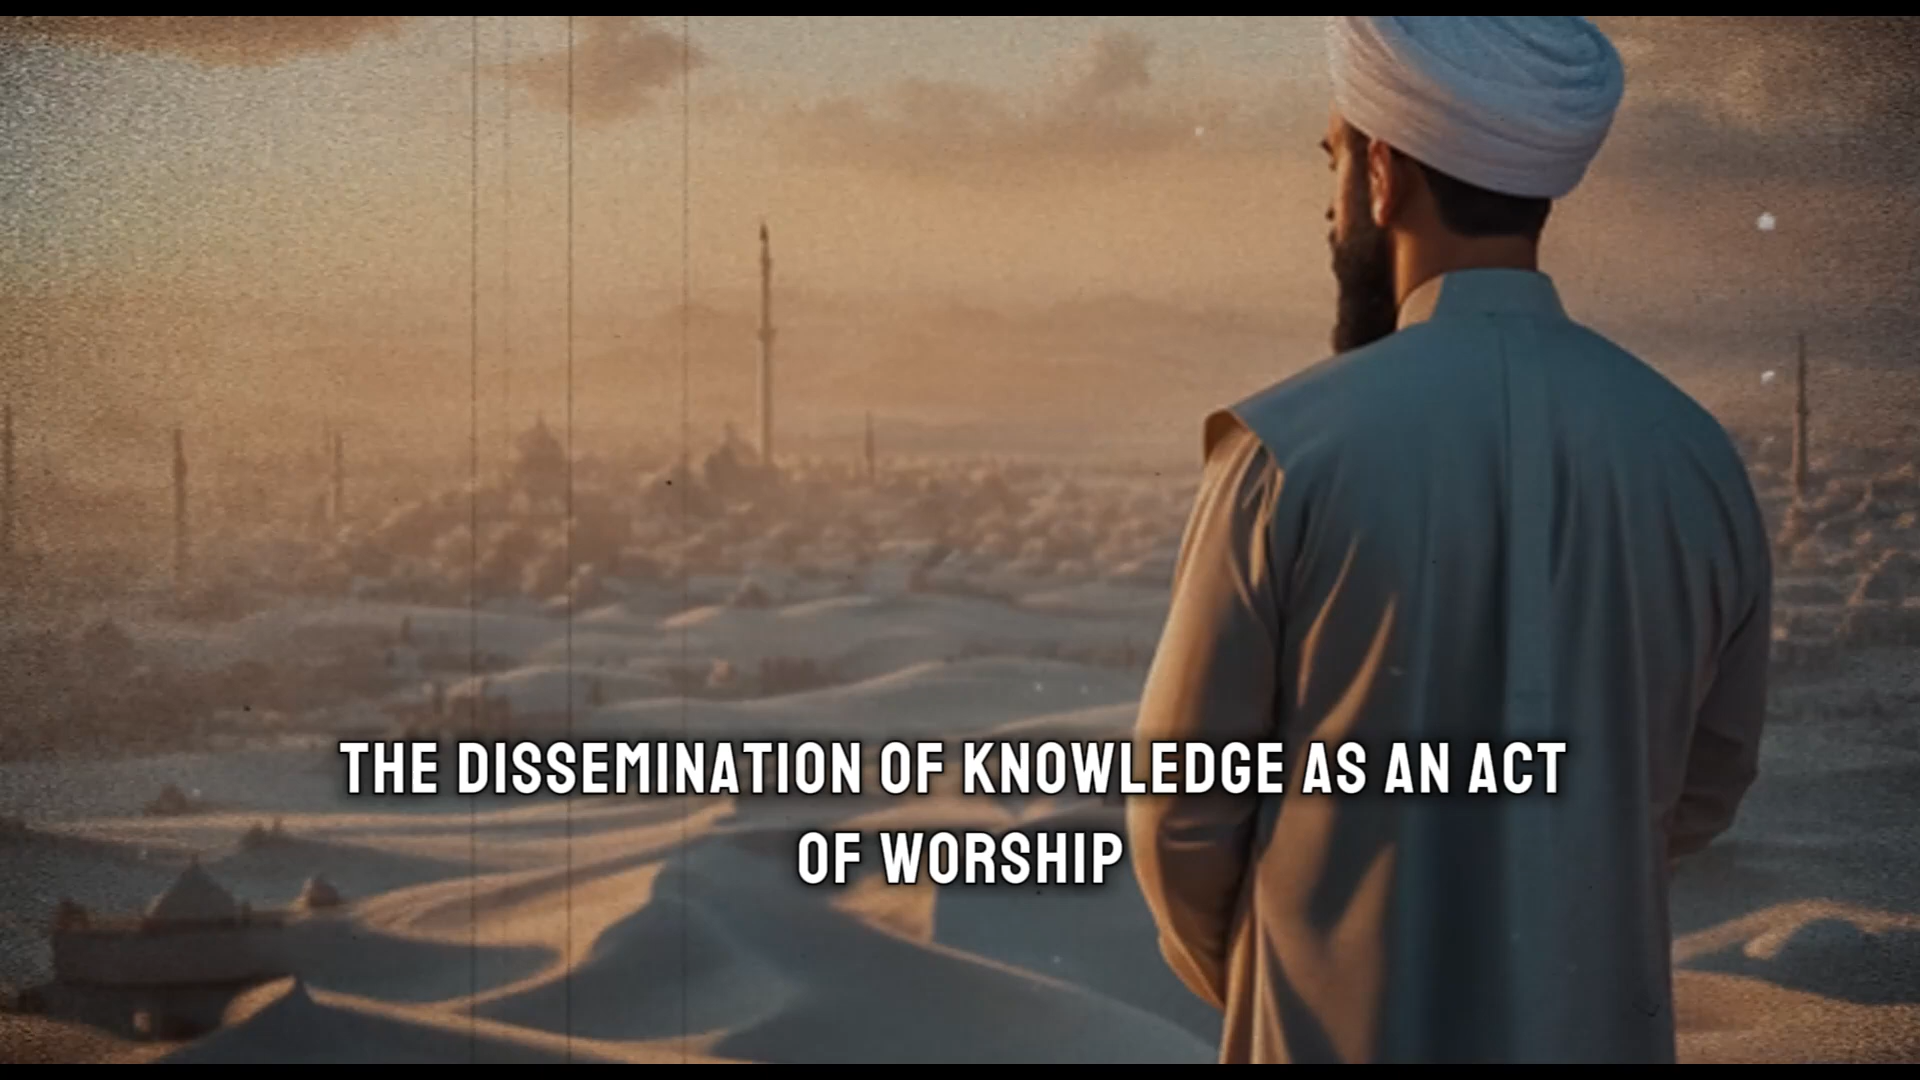 THE DISSEMINATION OF KNOWLEDGE AS AN ACT
OF WORSHIP